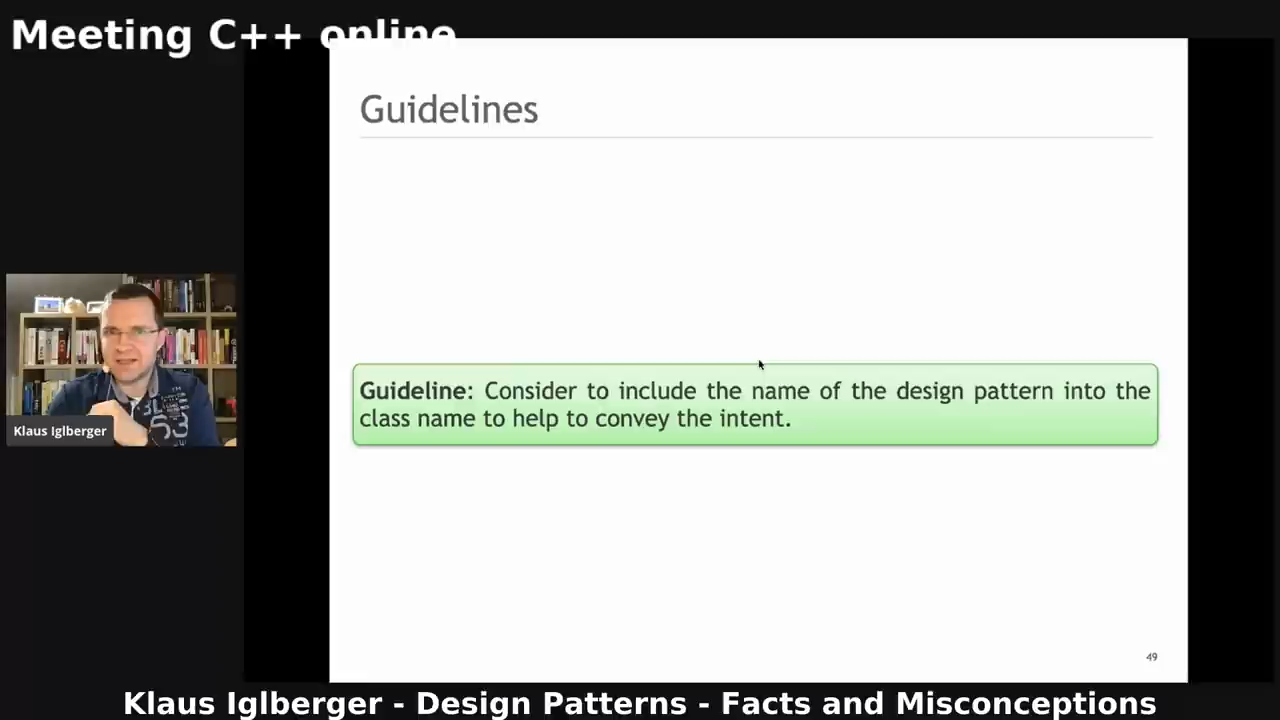 Meeting C++ online
Guidelines
Guideline: Consider to include the name of the design pattern into the
class name to help to convey the intent.
53
Klaus Iglberger
49
Klaus Iglberger - Design Patterns - Facts and Misconceptions